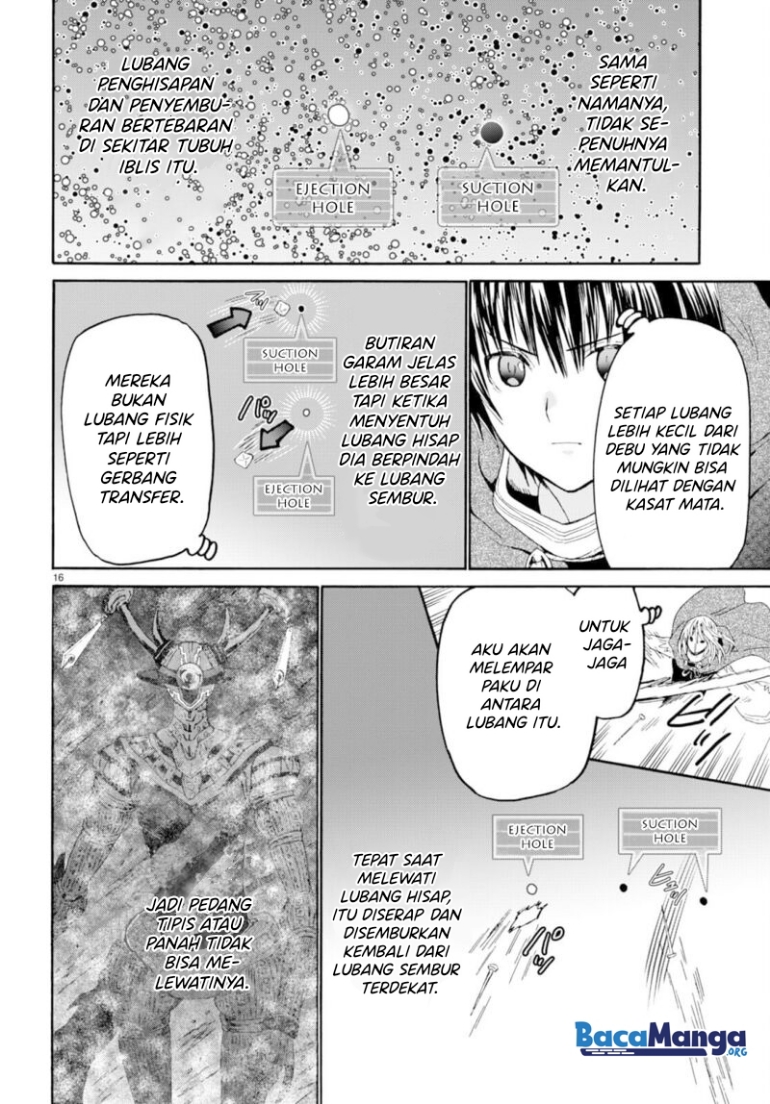 SAMA
SEPERTI
NAMANYA,
TIDAK SE-
PENUHNYA
MEMANTUL-
KAN.
LUBANG
PENGHISAPAN
DAN PENYEMBU-
RAN BERTEBARAN
DI SEKITAR TUBUH
IBLIS ITU.
SUCTION
HOLE
EJECTION
HOLE
SETIAP LUBANG
LEBIH KECIL DARI
DEBU YANG TIDAK
MUNGKIN BISA
DILIHAT DENGAN
KASAT MATA.
BUTIRAN
GARAM JELAS
LEBIH BESAR
TAPI KETIKA
MENYENTUH
LUBANG HISAP
DIA BERPINDAH
KE LUBANG
SEMBUR.
SUCTION
HOLE
EJECTION
HOLE
MEREKA
BUKAN
LUBANG FISIK
TAPI LEBIH
SEPERTI
GERBANG
TRANSFER.
16
UNTUK
JAGA-
JAGA
AKU AKAN
MELEMPAR
PAKU DI
ANTARA
LUBANG ITU.
SUCTION
HOLE
EJECTION
HOLE
TEPAT SAAT
MELEWATI
LUBANG HISAP,
ITU DISERAP DAN
DISEMBURKAN
KEMBALI DARI
LUBANG SEMBUR
TERDEKAT.
JADI PEDANG
TIPIS ATAU
PANAH TIDAK
BISA ME-
LEWATINYA.
BacaManga
.ORG